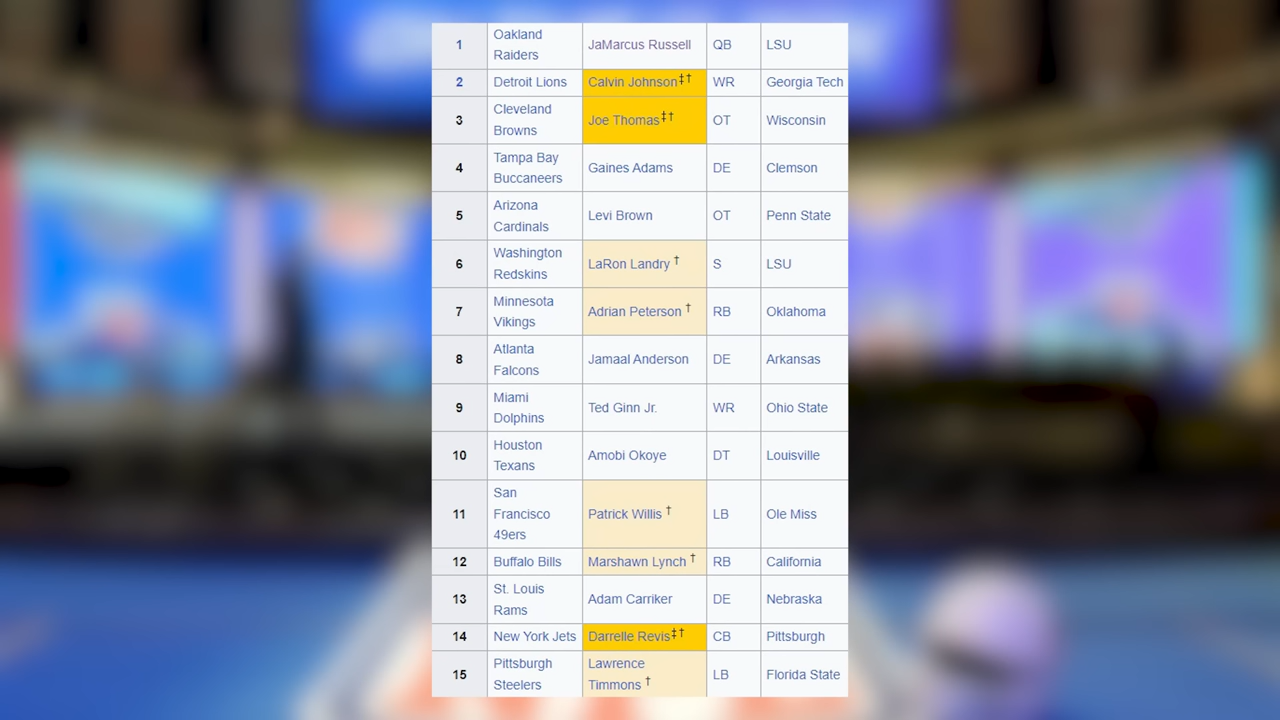 1 Oakland Raiders JaMarcus Russell QB LSU
2 Detroit Lions Calvin Johnson‡† WR Georgia Tech
3 Cleveland Browns Joe Thomas‡† OT Wisconsin
4 Tampa Bay Buccaneers Gaines Adams DE Clemson
5 Arizona Cardinals Levi Brown OT Penn State
6 Washington Redskins LaRon Landry † S LSU
7 Minnesota Vikings Adrian Peterson † RB Oklahoma
8 Atlanta Falcons Jamaal Anderson DE Arkansas
9 Miami Dolphins Ted Ginn Jr. WR Ohio State
10 Houston Texans Amobi Okoye DT Louisville
11 San Francisco 49ers Patrick Willis † LB Ole Miss
12 Buffalo Bills Marshawn Lynch † RB California
13 St. Louis Rams Adam Carriker DE Nebraska
14 New York Jets Darrelle Revis‡† CB Pittsburgh
15 Pittsburgh Steelers Lawrence Timmons † LB Florida State